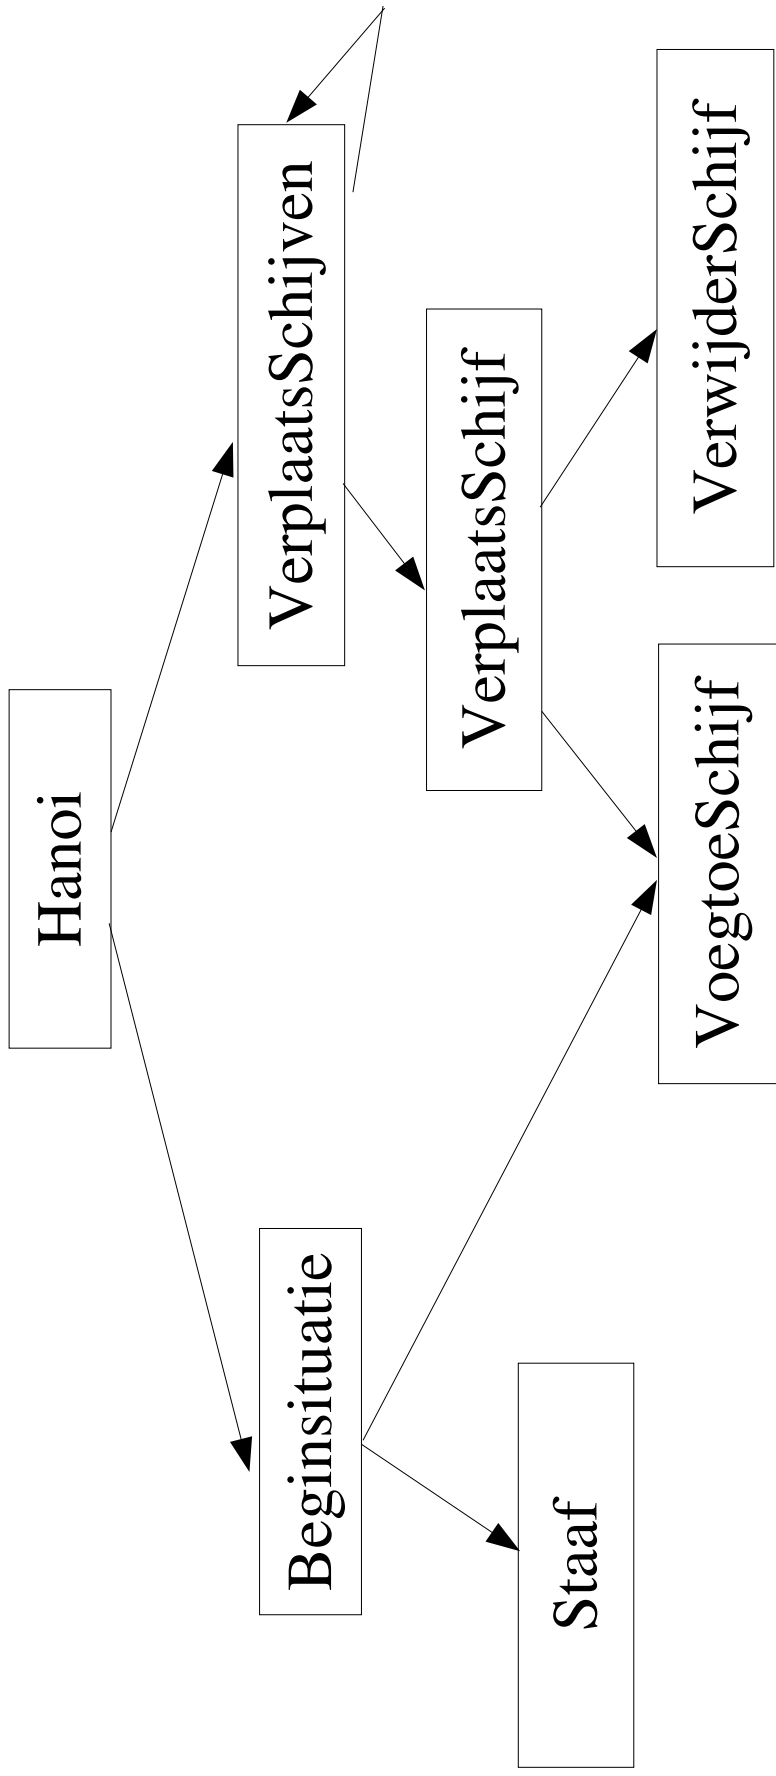 Hanoi
Beginsituatie
VerplaatsSchijven
VerplaatsSchijf
Staaf
VoegtoeSchijf
VerwijderSchijf